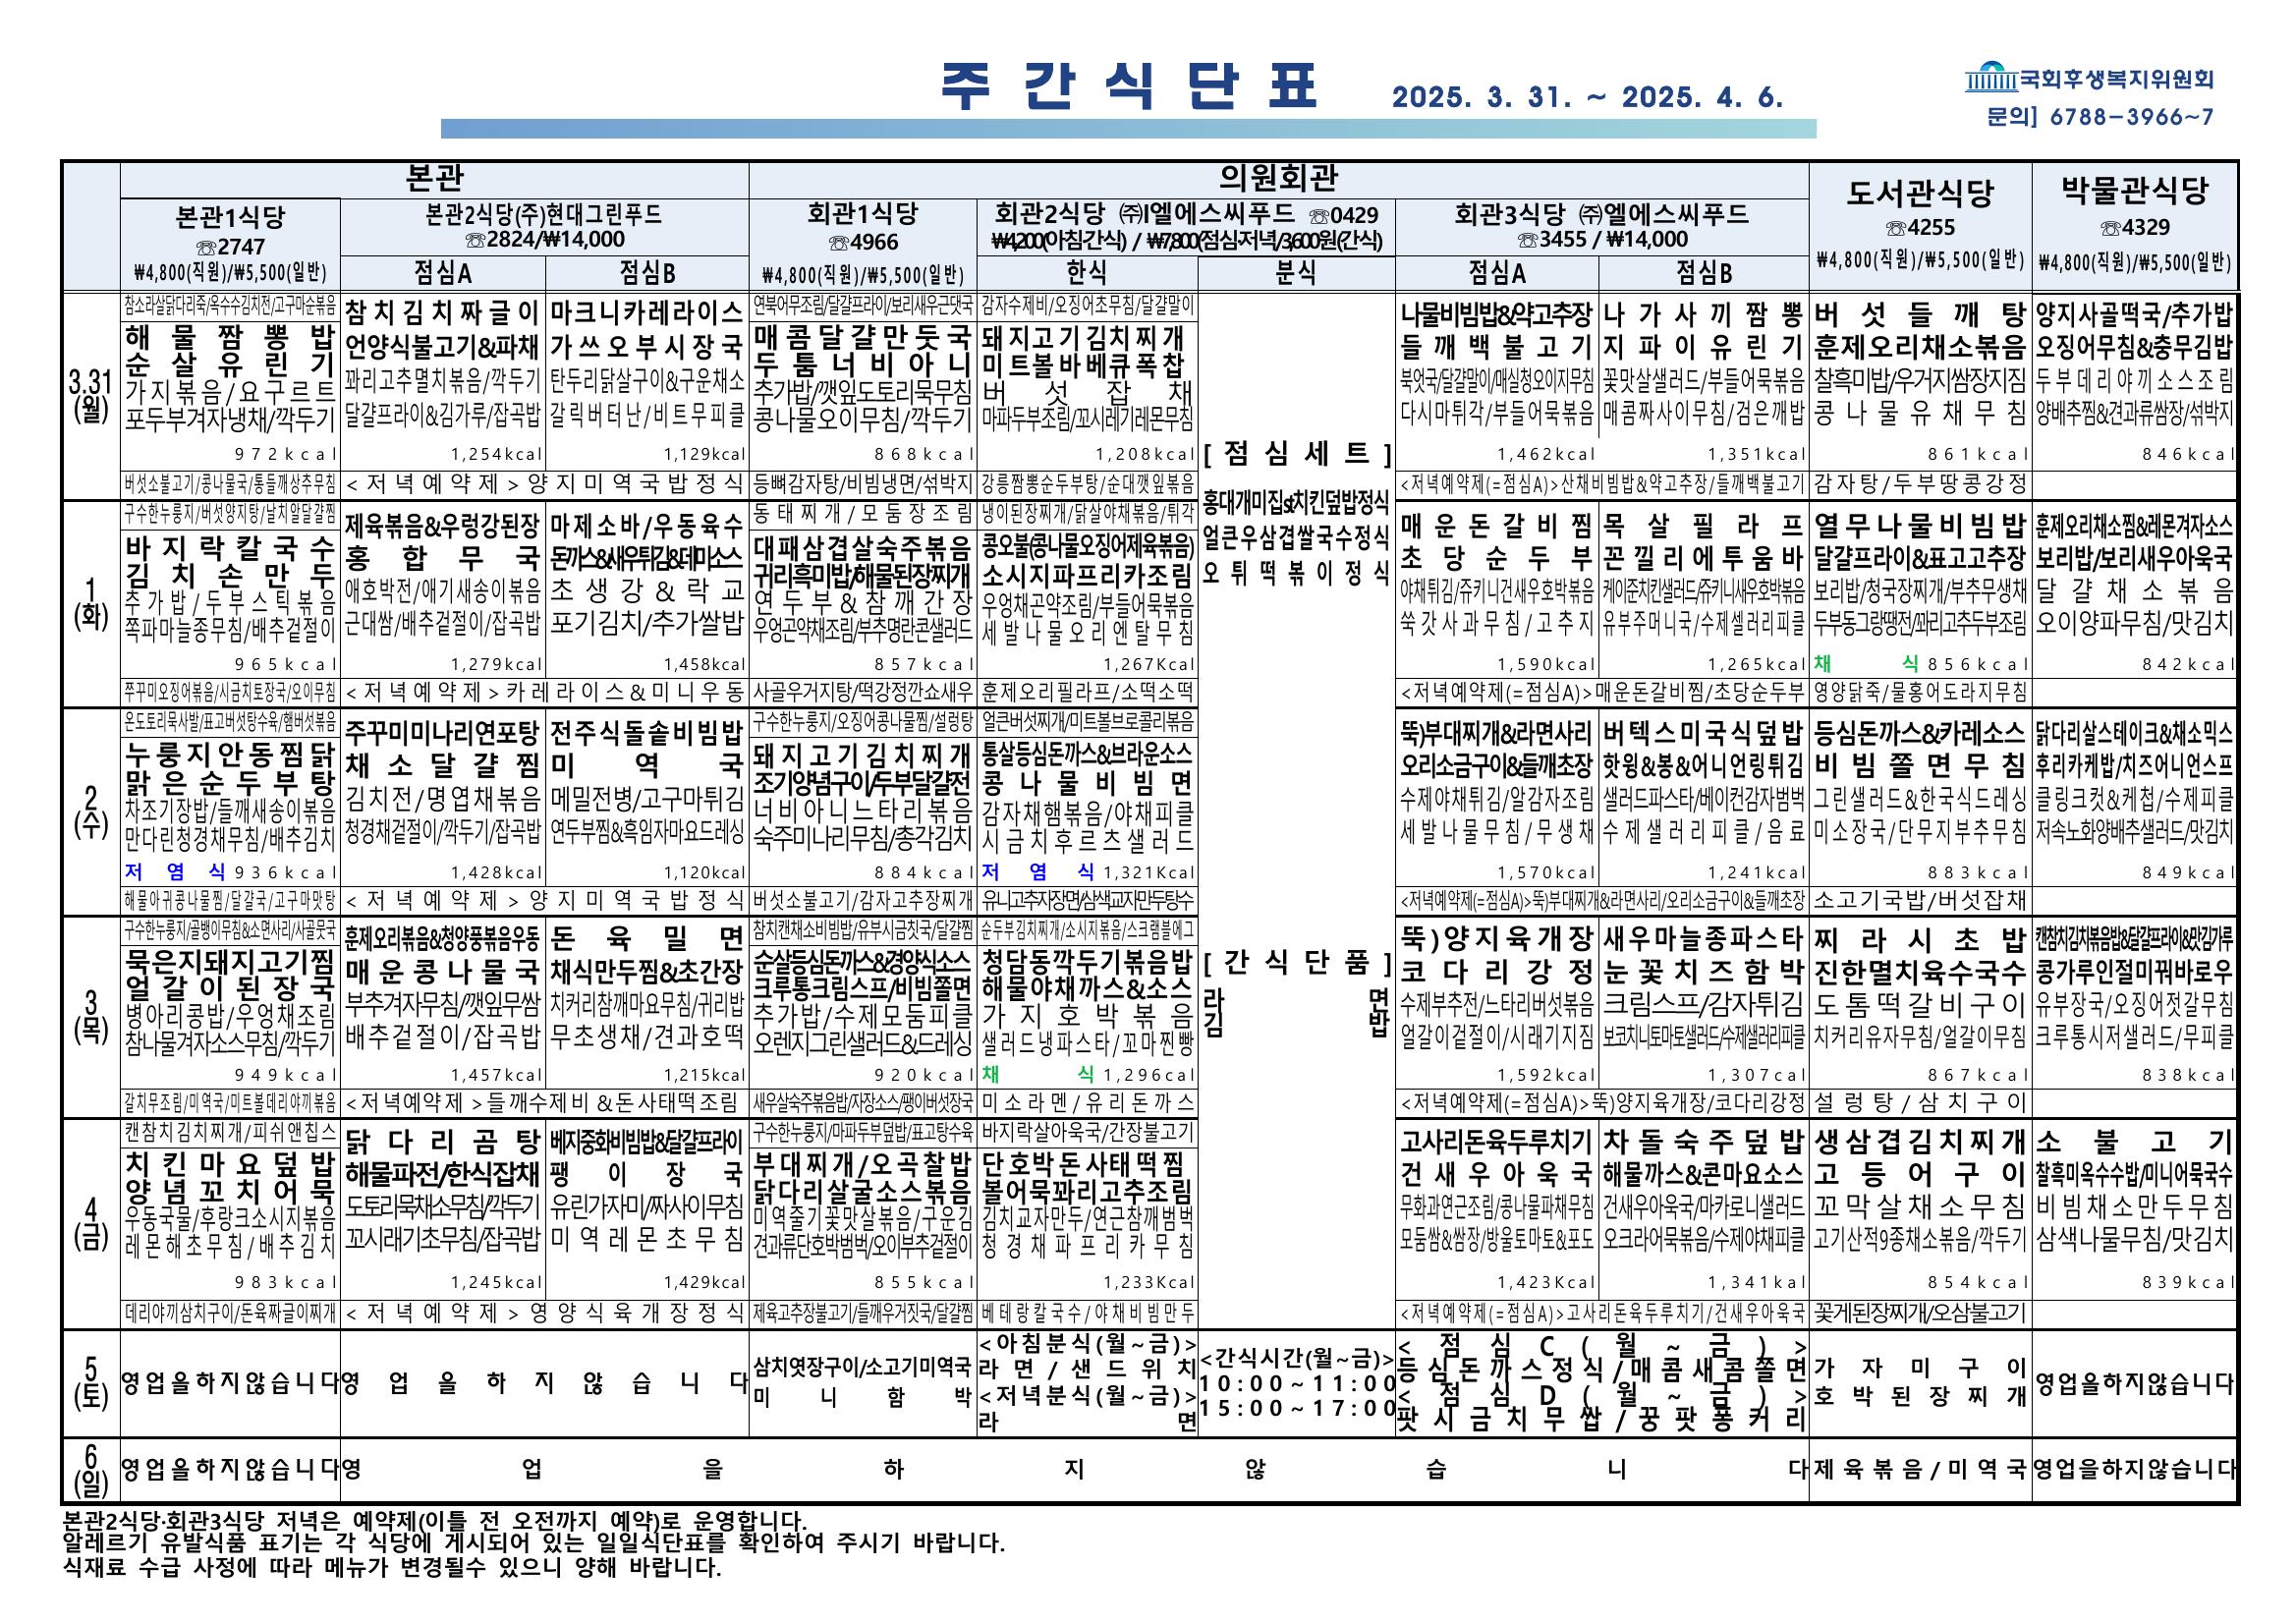 주간식단표
2025. 3. 31. ~ 2025. 4. 6.
국회후생복지위원회
문의] 6788-3966~7
본관
의원회관
도서관식당
☏4255
₩4,800(직원)/₩5,500(일반)
박물관식당
☏4329
₩4,800(직원)/₩5,500(일반)
본관1식당
☏2747
₩4,800(직원)/₩5,500(일반)
본관2식당(주)현대그린푸드
☏2824/₩14,000
점심A
점심B
회관1식당
☏4966
₩4,800(직원)/₩5,500(일반)
회관2식당 ㈜엘에스씨푸드 ☏0429
₩4,200(아침·간식) / ₩7,800(점심·저녁/3,600원(간식)
한식
분식
회관3식당 ㈜엘에스씨푸드
☏3455 / ₩14,000
점심A
점심B
3.31
(월)
참소라살닭다리죽/옥수수김치전/고구마순볶음
해물짬뽕밥
순살유린기
가지볶음/요구르트
포두부겨자냉채/깍두기
972kcal
버섯소불고기/콩나물국/통들깨상추무침
참치김치짜글이
언양식불고기&파채
꽈리고추멸치볶음/깍두기
달걀프라이&김가루/잡곡밥
1,254kcal
마크니카레라이스
가쓰오부시장국
탄두리닭살구이&구운채소
갈릭버터난/비트무피클
1,129kcal
<저녁예약제>양지미역국밥정식
연북어무조림/달걀프라이/보리새우근댓국
매콤달걀만둣국
두툼너비아니
추가밥/깻잎도토리묵무침
콩나물오이무침/깍두기
868kcal
등뼈감자탕/비빔냉면/섞박지
감자수제비/오징어초무침/달걀말이
돼지고기김치찌개
미트볼바베큐폭찹
버섯잡채
마파두부조림/꼬시레기레몬무침
1,208kcal
강릉짬뽕순두부탕/순대깻잎볶음
나물비빔밥&약고추장
들깨백불고기
북엇국/달걀말이/매실청오이지무침
다시마튀각/부들어묵볶음
1,462kcal
나가사끼짬뽕
지파이유린기
꽃맛살샐러드/부들어묵볶음
매콤짜사이무침/검은깨밥
1,351kcal
<저녁예약제(=점심A)>산채비빔밥&약고추장/들깨백불고기
버섯들깨탕
훈제오리채소볶음
찰흑미밥/우거지쌈장지짐
콩나물유채무침
861kcal
감자탕/두부땅콩강정
양지사골떡국/추가밥
오징어무침&충무김밥
두부데리야끼소스조림
양배추찜&견과류쌈장/섞박지
846kcal
1
(화)
구수한누룽지/버섯양지탕/날치알달걀찜
바지락칼국수
김치손만두
추가밥/두부스틱볶음
쪽파마늘종무침/배추겉절이
965kcal
쭈꾸미오징어볶음/시금치토장국/오이무침
제육볶음&우렁강된장
홍합무국
애호박전/애기새송이볶음
근대쌈/배추겉절이/잡곡밥
1,279kcal
마제소바/우동육수
돈까스&새우튀김&데미소스
초생강&락교
포기김치/추가쌀밥
1,458kcal
<저녁예약제>카레라이스&미니우동
동태찌개/모둠장조림
대패삼겹살숙주볶음
귀리흑미밥/해물된장찌개
연두부&참깨간장
우엉곤약채조림/부추명란콘샐러드
857kcal
사골우거지탕/떡강정깐쇼새우
냉이된장찌개/닭살야채볶음/튀각
콩오불(콩나물오징어제육볶음)
소시지파프리카조림
우엉채곤약조림/부들어묵볶음
세발나물오리엔탈무침
1,267Kcal
훈제오리필라프/소떡소떡
매운돈갈비찜
초당순두부
야채튀김/쥬키니건새우호박볶음
쑥갓사과무침/고추지
1,590kcal
목살필라프
꼰낄리에투움바
케이준치킨샐러드/쥬키니새우호박볶음
유부주머니국/수제셀러리피클
1,265kcal
<저녁예약제(=점심A)>매운돈갈비찜/초당순두부
열무나물비빔밥
달걀프라이&표고고추장
보리밥/청국장찌개/부추무생채
두부동그랑땡전/꽈리고추두부조림
채식 856kcal
영양닭죽/물홍어도라지무침
훈제오리채소찜&레몬겨자소스
보리밥/보리새우아욱국
달걀채소볶음
오이양파무침/맛김치
842kcal
2
(수)
온도토리묵사발/표고버섯탕수육/햄버섯볶음
누룽지안동찜닭
맑은순두부탕
차조기장밥/들깨새송이볶음
만다린청경채무침/배추김치
저염식 936kcal
해물아귀콩나물찜/달걀국/고구마맛탕
주꾸미미나리연포탕
채소달걀찜
김치전/명엽채볶음
청경채겉절이/깍두기/잡곡밥
1,428kcal
전주식돌솥비빔밥
미역국
메밀전병/고구마튀김
연두부찜&흑임자마요드레싱
1,120kcal
<저녁예약제>양지미역국밥정식
구수한누룽지/오징어콩나물찜/설렁탕
돼지고기김치찌개
조기양념구이/두부달걀전
너비아니느타리볶음
숙주미나리무침/총각김치
884kcal
버섯소불고기/감자고추장찌개
얼큰버섯찌개/미트볼브로콜리볶음
통살등심돈까스&브라운소스
콩나물비빔면
감자채햄볶음/야채피클
시금치후르츠샐러드
저염식 1,321Kcal
유니고추자장면/삼색교자만두탕수
뚝)부대찌개&라면사리
오리소금구이&들깨초장
수제야채튀김/알감자조림
세발나물무침/무생채
1,570kcal
버텍스미국식덮밥
핫윙&봉&어니언링튀김
샐러드파스타/베이컨감자범벅
수제샐러리피클/음료
1,241kcal
<저녁예약제(=점심A)>뚝)부대찌개&라면사리/오리소금구이&들깨초장
등심돈까스&카레소스
비빔쫄면무침
그린샐러드&한국식드레싱
미소장국/단무지부추무침
883kcal
소고기국밥/버섯잡채
닭다리살스테이크&채소믹스
후리카케밥/치즈어니언스프
클링크컷&케첩/수제피클
저속노화양배추샐러드/맛김치
849kcal
3
(목)
구수한누룽지/골뱅이무침&소면사리/사골뭇국
묵은지돼지고기찜
얼갈이된장국
병아리콩밥/우엉채조림
참나물겨자소스무침/깍두기
949kcal
갈치무조림/미역국/미트볼데리야끼볶음
훈제오리볶음&청양풍볶음우동
매운콩나물국
부추겨자무침/깻잎무쌈
배추겉절이/잡곡밥
1,457kcal
돈육밀면
채식만두찜&초간장
치커리참깨마요무침/귀리밥
무초생채/견과호떡
1,215kcal
<저녁예약제>들깨수제비&돈사태떡조림
참치캔채소비빔밥/유부시금칫국/달걀찜
순살등심돈까스&경양식소스
크루통크림스프/비빔쫄면
추가밥/수제모둠피클
오렌지그린샐러드&드레싱
920kcal
새우살숙주볶음밥/자장소스/팽이버섯장국
순두부김치찌개/소시지볶음/스크램블에그
청담동깍두기볶음밥
해물야채까스&소스
가지호박볶음
샐러드냉파스타/꼬마찐빵
채식 1,296cal
미소라멘/유리돈까스
뚝)양지육개장
코다리강정
수제부추전/느타리버섯볶음
얼갈이겉절이/시래기지짐
1,592kcal
새우마늘종파스타
눈꽃치즈함박
크림스프/감자튀김
보코치니토마토샐러드/수제샐러리피클
1,307cal
<저녁예약제(=점심A)>뚝)양지육개장/코다리강정
찌라시초밥
진한멸치육수국수
도톰떡갈비구이
치커리유자무침/얼갈이무침
867kcal
설렁탕/삼치구이
캔참치김치볶음밥&달걀프라이&맛김가루
콩가루인절미꿔바로우
유부장국/오징어젓갈무침
크루통시저샐러드/무피클
838kcal
4
(금)
캔참치김치찌개/피쉬앤칩스
치킨마요덮밥
양념꼬치어묵
우동국물/후랑크소시지볶음
레몬해초무침/배추김치
983kcal
데리야끼삼치구이/돈육짜글이찌개
닭다리곰탕
해물파전/한식잡채
도토리묵채소무침/깍두기
꼬시래기초무침/잡곡밥
1,245kcal
베지중화비빔밥&달걀프라이
팽이장국
유린가자미/짜사이무침
미역레몬초무침
1,429kcal
<저녁예약제>영양식육개장정식
구수한누룽지/마파두부덮밥/표고탕수육
부대찌개/오곡찰밥
닭다리살굴소스볶음
미역줄기꽃맛살볶음/구운김
견과류단호박범벅/오이부추겉절이
855kcal
제육고추장불고기/들깨우거짓국/달걀찜
바지락살아욱국/간장불고기
단호박돈사태떡찜
볼어묵꽈리고추조림
김치교자만두/연근참깨범벅
청경채파프리카무침
1,233Kcal
베테랑칼국수/야채비빔만두
고사리돈육두루치기
건새우아욱국
무화과연근조림/콩나물파채무침
모둠쌈&쌈장/방울토마토&포도
1,423Kcal
차돌숙주덮밥
해물까스&콘마요소스
건새우아욱국/마카로니샐러드
오크라어묵볶음/수제야채피클
1,341kcal
<저녁예약제(=점심A)>고사리돈육두루치기/건새우아욱국
생삼겹김치찌개
고등어구이
꼬막살채소무침
고기산적9종채소볶음/깍두기
854kcal
꽃게된장찌개/오삼불고기
소불고기
찰흑미옥수수밥/미니어묵국수
비빔채소만두무침
삼색나물무침/맛김치
839kcal
[점심세트]
홍대개미집st치킨덮밥정식
얼큰우삼겹쌀국수정식
오튀떡볶이정식
[간식단품]
라면
김밥
5
(토)
영업을하지않습니다
영업을하지않습니다
삼치엿장구이/소고기미역국
미니함박
<아침분식(월~금)>
라면/샌드위치
<저녁분식(월~금)>
라면
<간식시간(월~금)>
10:00~11:00
15:00~17:00
<점심C(월~금)>
등심돈까스정식/매콤새콤쫄면
<점심D(월~금)>
팟시금치무쌉/꿍팟퐁커리
가자미구이
호박된장찌개
영업을하지않습니다
6
(일)
영업을하지않습니다
영업을하지않습니다
제육볶음/미역국
영업을하지않습니다
본관2식당·회관3식당 저녁은 예약제(이틀 전 오전까지 예약)로 운영합니다.
알레르기 유발식품 표기는 각 식당에 게시되어 있는 일일식단표를 확인하여 주시기 바랍니다.
식재료 수급 사정에 따라 메뉴가 변경될수 있으니 양해 바랍니다.